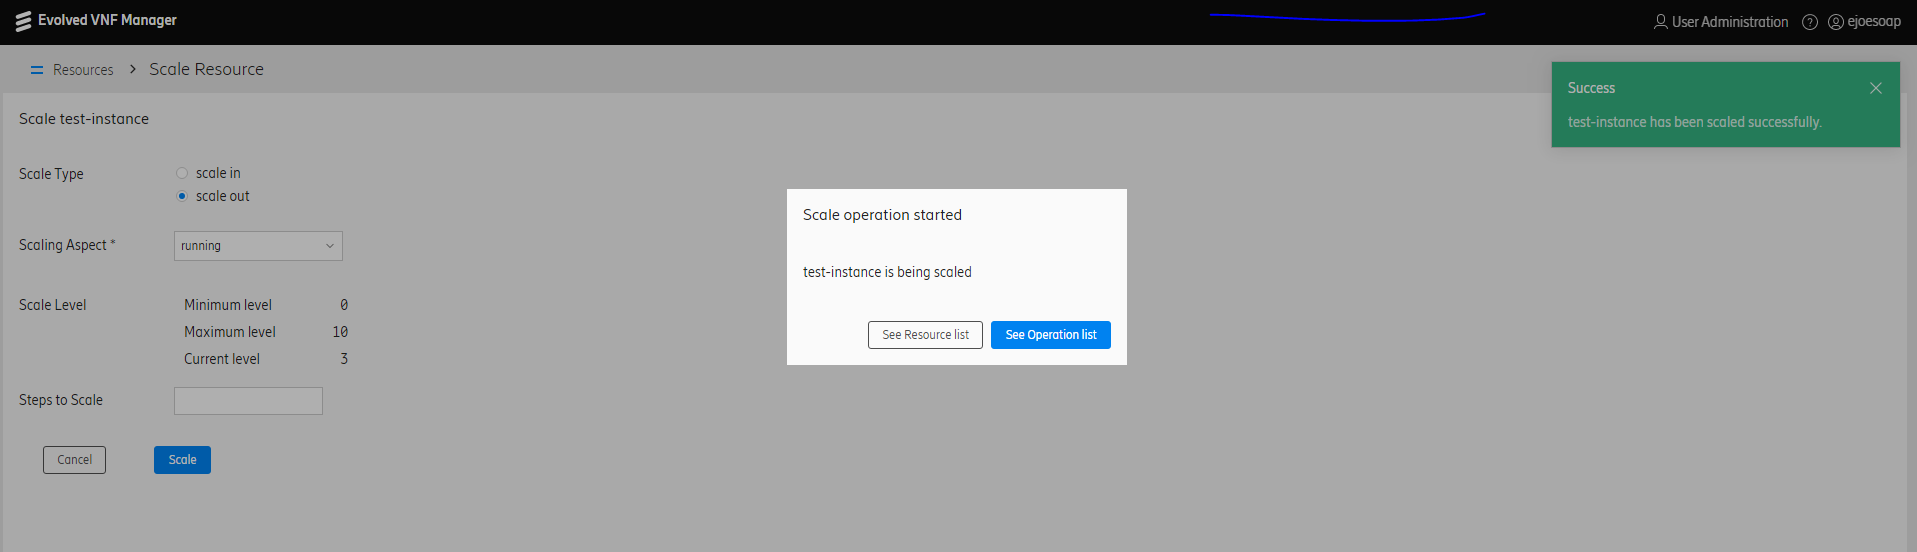 Evolved VNF Manager
User Administration
?
ejoesoap
Resources > Scale Resource
Success
test-instance has been scaled successfully.
Scale test-instance
Scale Type
scale in
scale out
Scaling Aspect *
running
Scale Level
Minimum level 0
Maximum level 10
Current level 3
Steps to Scale
Cancel
Scale
Scale operation started
test-instance is being scaled
See Resource list
See Operation list